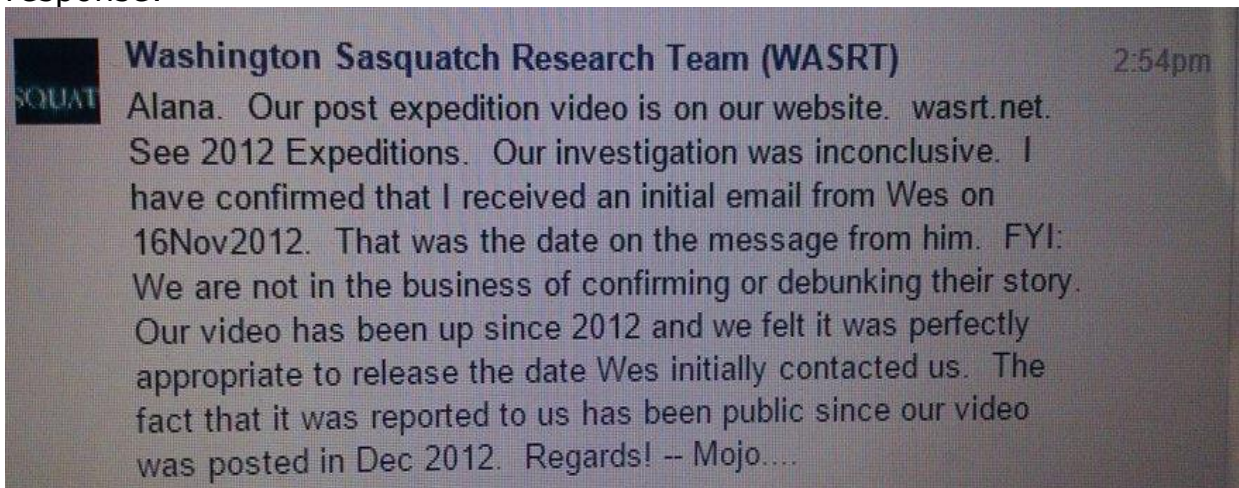 response:
Washington Sasquatch Research Team (WASRT) 2:54pm
SQUAT
Alana. Our post expedition video is on our website. wasrt.net.
See 2012 Expeditions. Our investigation was inconclusive. I
have confirmed that I received an initial email from Wes on
16Nov2012. That was the date on the message from him. FYI:
We are not in the business of confirming or debunking their story.
Our video has been up since 2012 and we felt it was perfectly
appropriate to release the date Wes initially contacted us. The
fact that it was reported to us has been public since our video
was posted in Dec 2012. Regards! -- Mojo....